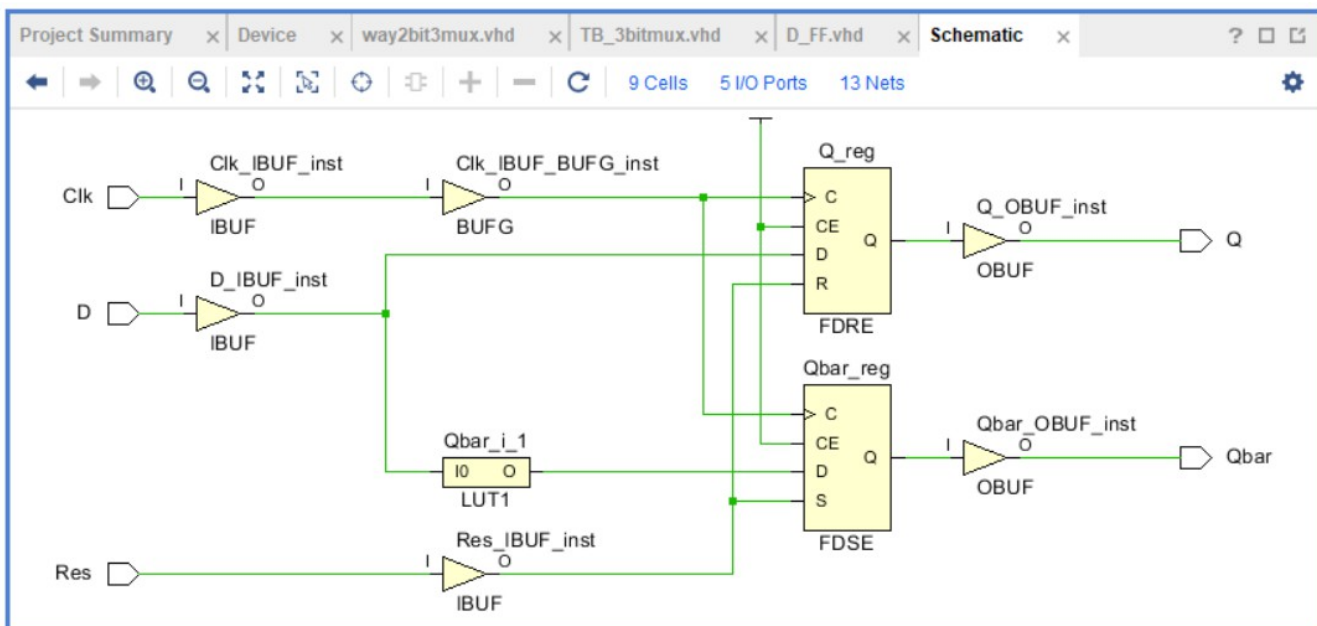 Project Summary × Device × way2bit3mux.vhd × TB_3bitmux.vhd × D_FF.vhd × Schematic × ?
9 Cells 5 I/O Ports 13 Nets
Clk
I
Clk_IBUF_inst
O
IBUF
I
Clk_IBUF_BUFG_inst
O
BUFG
Q_reg
C
CE
D
R
Q
FDRE
I
Q_OBUF_inst
O
OBUF
Q
D
I
D_IBUF_inst
O
IBUF
Qbar_i_1
I0 O
LUT1
Qbar_reg
C
CE
D
S
Q
FDSE
I
Qbar_OBUF_inst
O
OBUF
Qbar
Res
I
Res_IBUF_inst
O
IBUF